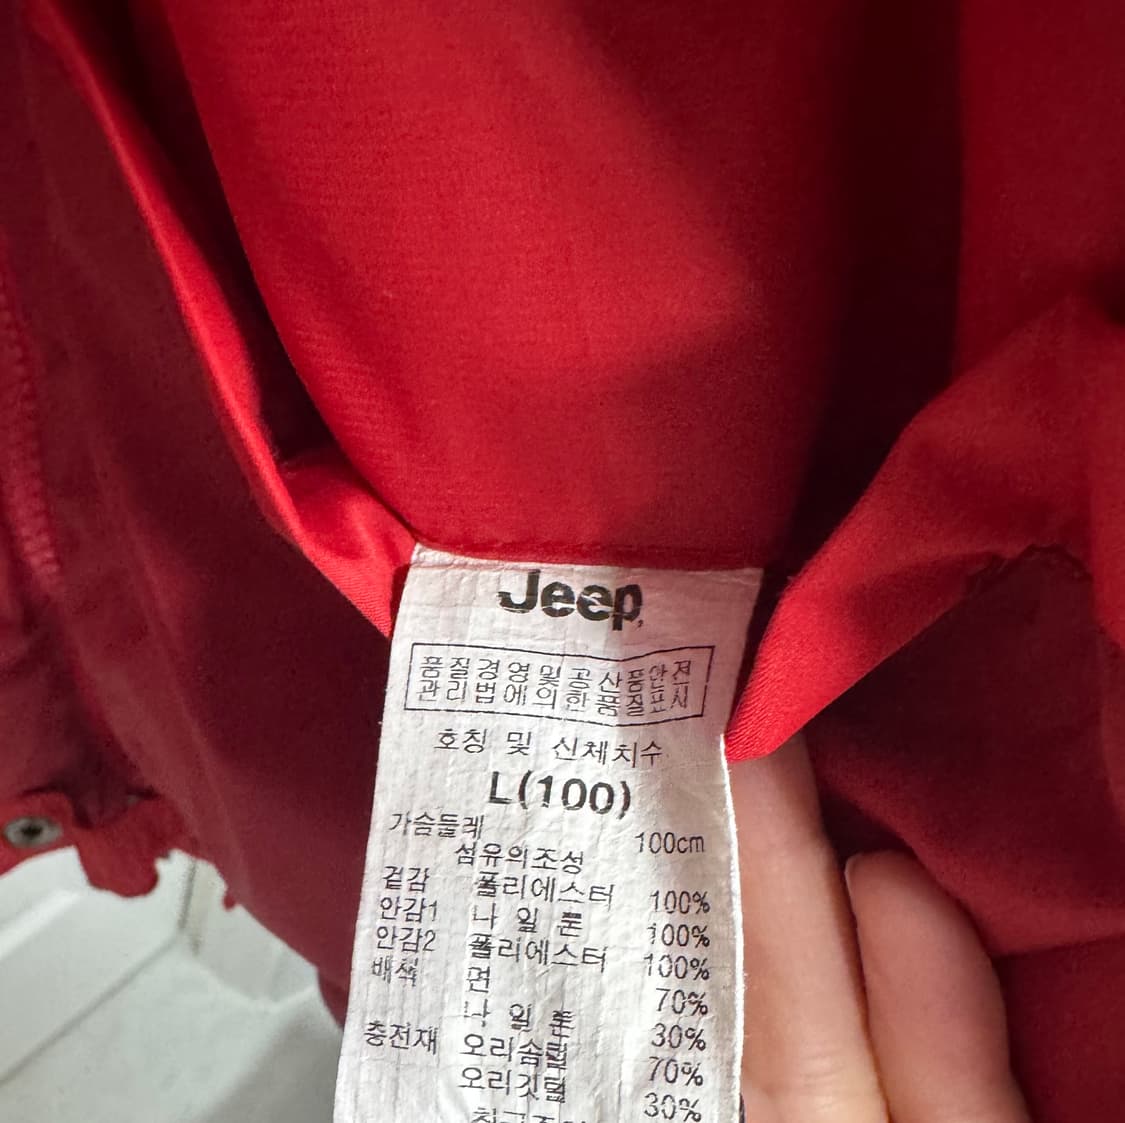 Jeep
품질경영및공산품안전
관리법에의한품질표시
호칭 및 신체치수
L(100)
가슴둘레 100cm
섬유의조성
겉감 폴리에스터 100%
안감1 나 일 론 100%
안감2 폴리에스터 100%
배색 면 70%
나 일 론 30%
충전재 오리솜털 70%
오리깃털 30%